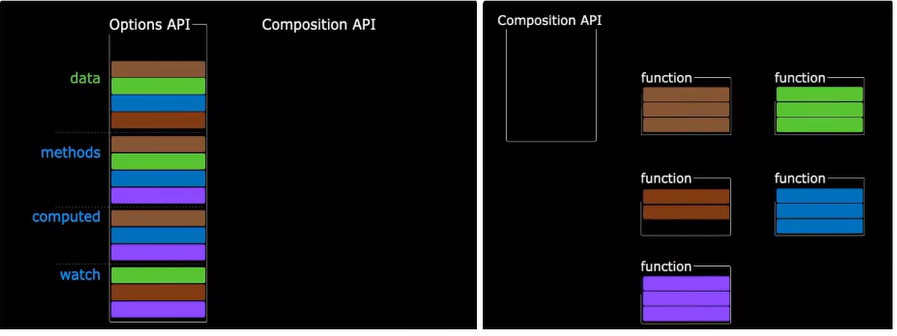 Options API
Composition API
data
methods
computed
watch
Composition API
function
function
function
function
function